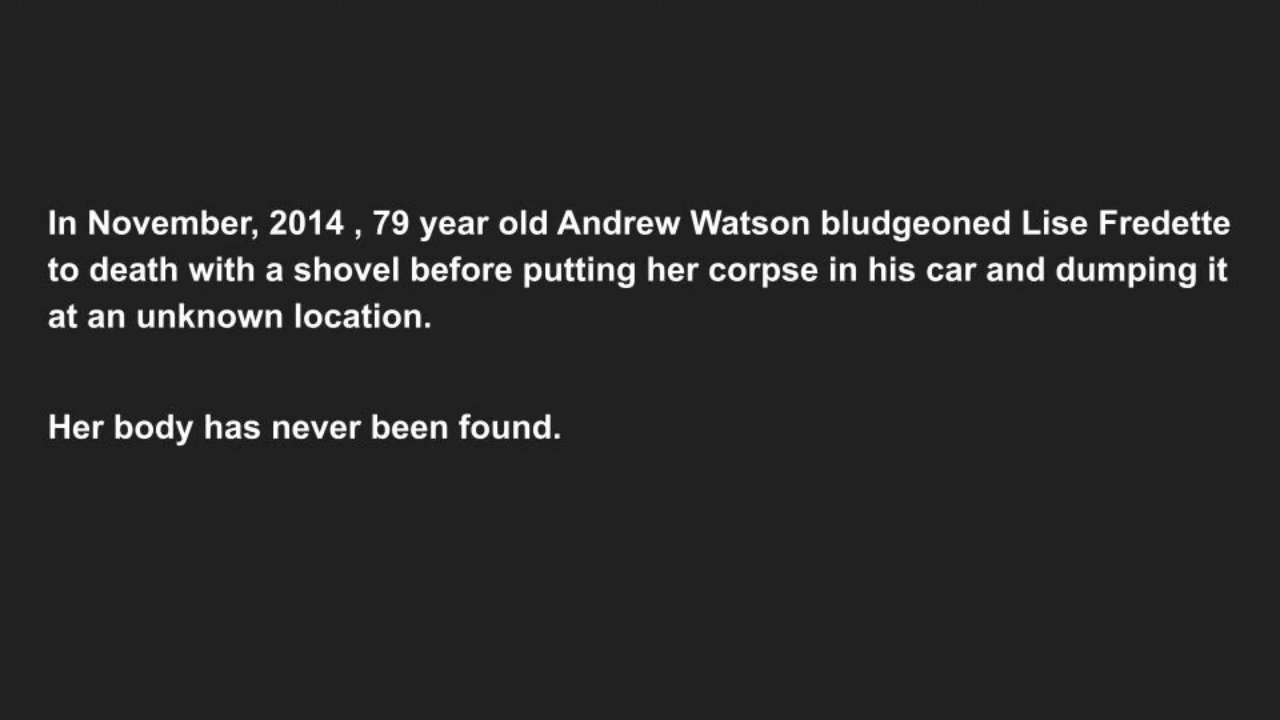 In November, 2014 , 79 year old Andrew Watson bludgeoned Lise Fredette
to death with a shovel before putting her corpse in his car and dumping it
at an unknown location.
Her body has never been found.